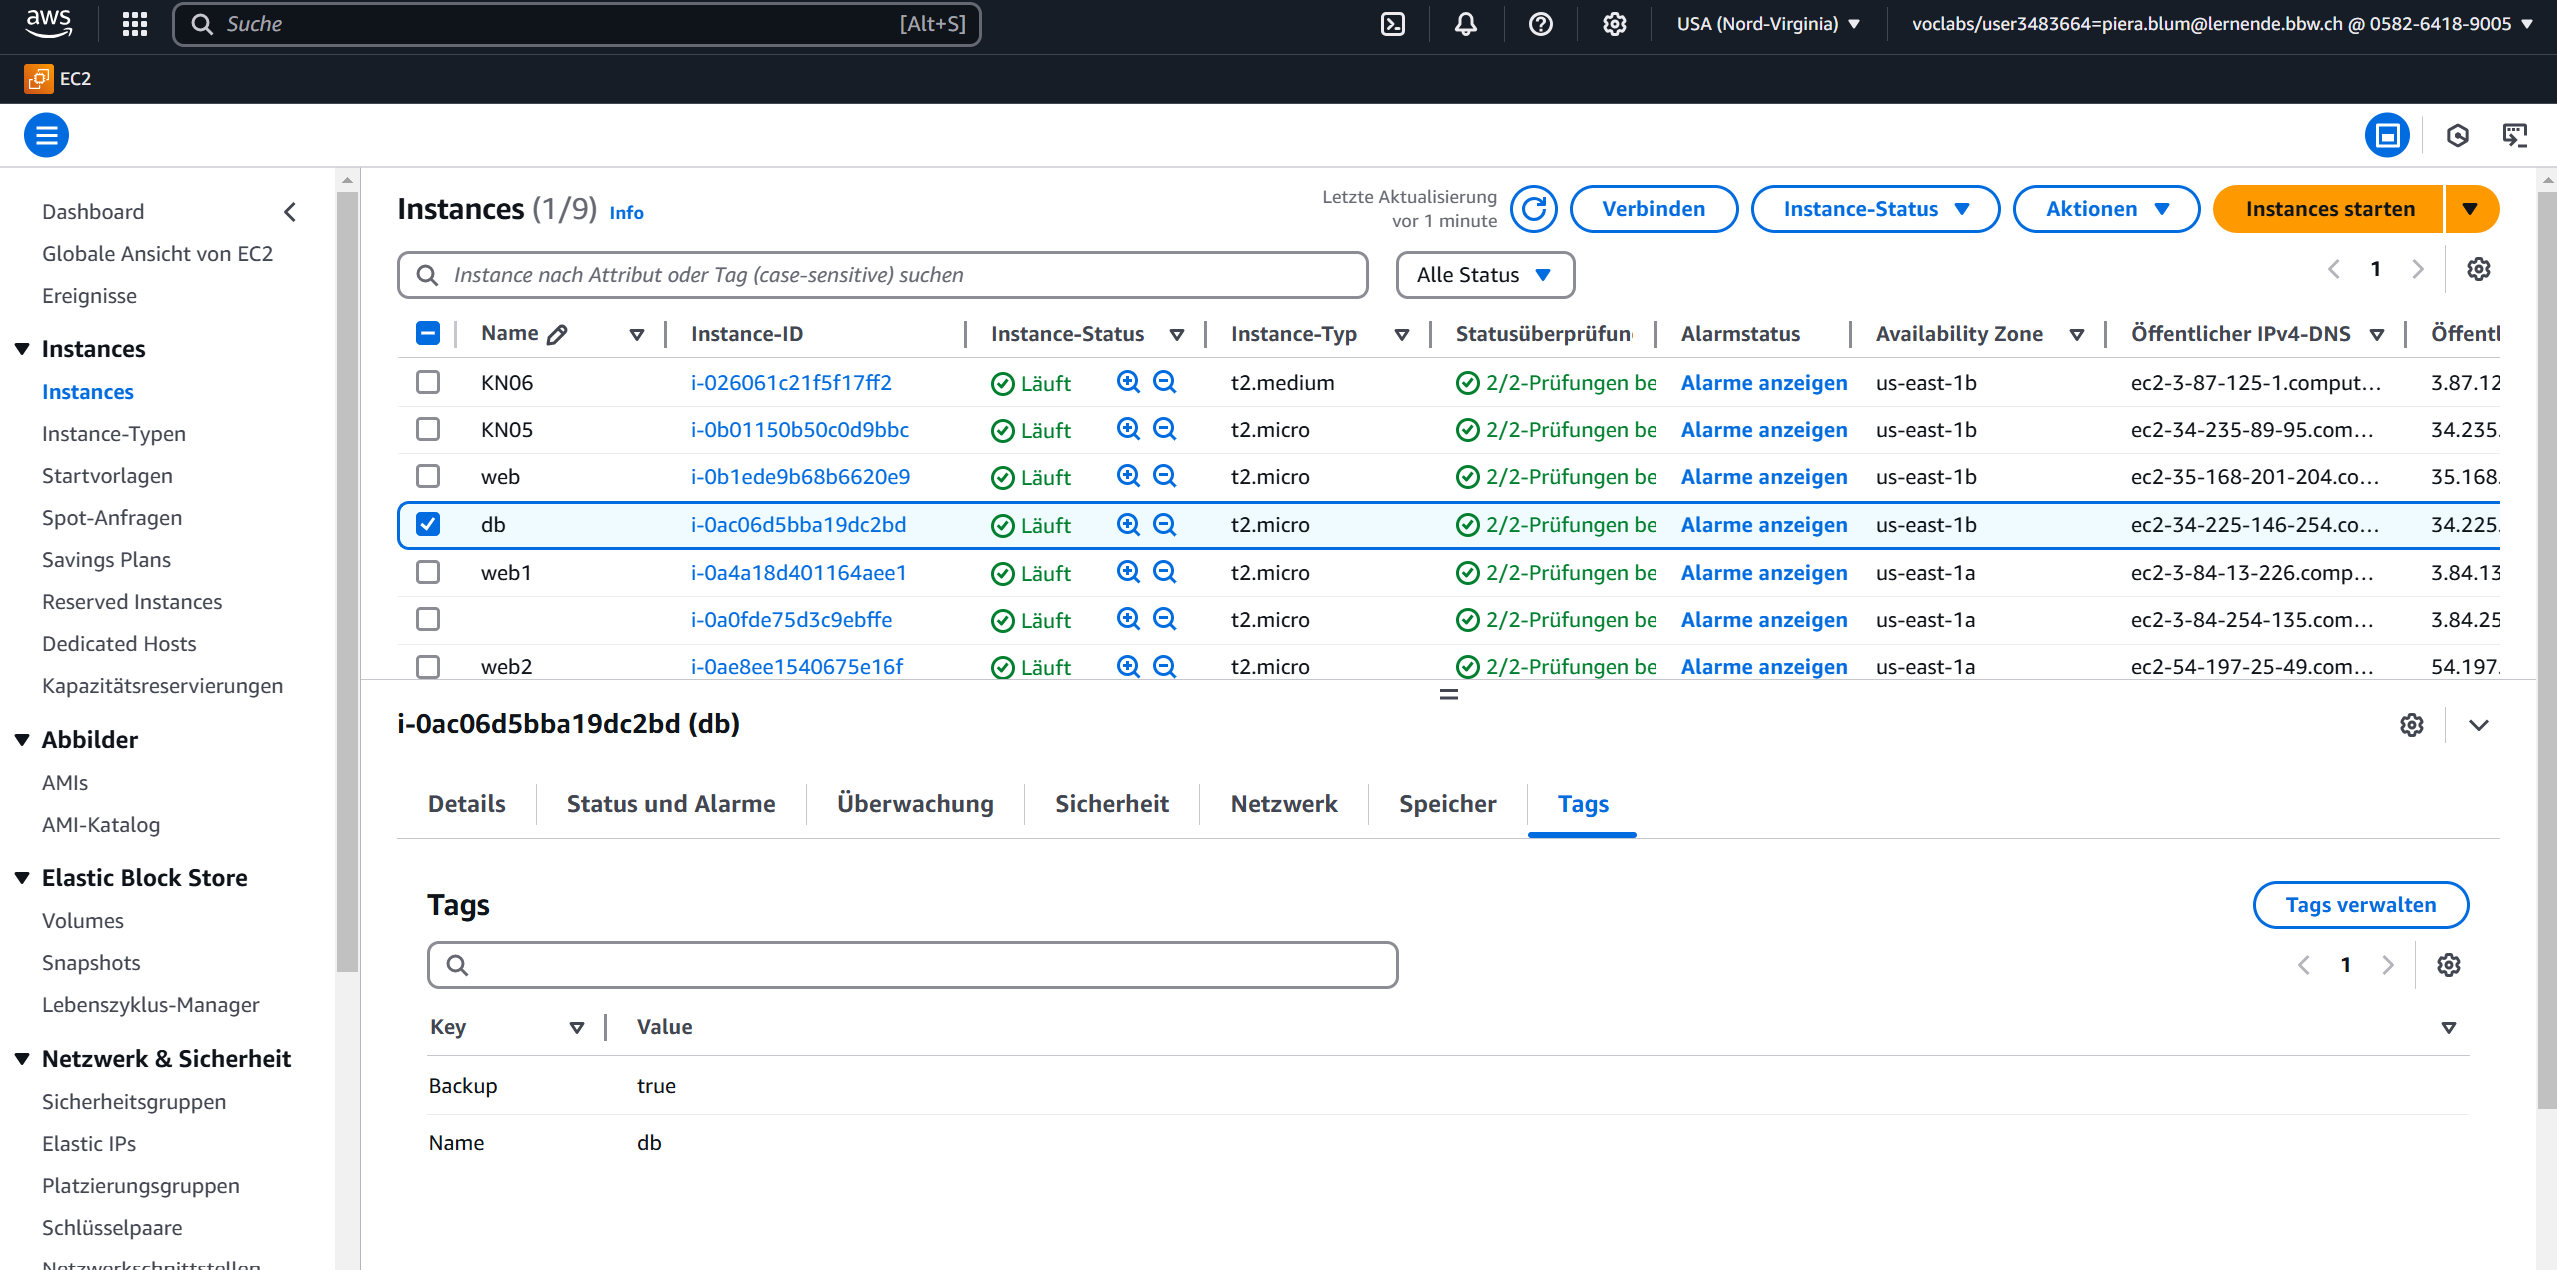 aws
Suche [Alt+S]
USA (Nord-Virginia)
voclabs/user3483664=piera.blum@lernende.bbw.ch @ 0582-6418-9005
EC2
Dashboard
Globale Ansicht von EC2
Ereignisse
Instances
Instances
Instance-Typen
Startvorlagen
Spot-Anfragen
Savings Plans
Reserved Instances
Dedicated Hosts
Kapazitätsreservierungen
Abbilder
AMIs
AMI-Katalog
Elastic Block Store
Volumes
Snapshots
Lebenszyklus-Manager
Netzwerk & Sicherheit
Sicherheitsgruppen
Elastic IPs
Platzierungsgruppen
Schlüsselpaare
Netzwerkschnittstellen
Instances (1/9) Info
Letzte Aktualisierung
vor 1 minute
Verbinden
Instance-Status
Aktionen
Instances starten
Instance nach Attribut oder Tag (case-sensitive) suchen
Alle Status
1
Name Instance-ID Instance-Status Instance-Typ Statusüberprüfun Alarmstatus Availability Zone Öffentlicher IPv4-DNS Öffentl
KN06 i-026061c21f5f17ff2 Läuft t2.medium 2/2-Prüfungen be Alarme anzeigen us-east-1b ec2-3-87-125-1.comput... 3.87.12
KN05 i-0b01150b50c0d9bbc Läuft t2.micro 2/2-Prüfungen be Alarme anzeigen us-east-1b ec2-34-235-89-95.com... 34.235.
web i-0b1ede9b68b6620e9 Läuft t2.micro 2/2-Prüfungen be Alarme anzeigen us-east-1b ec2-35-168-201-204.co... 35.168.
db i-0ac06d5bba19dc2bd Läuft t2.micro 2/2-Prüfungen be Alarme anzeigen us-east-1b ec2-34-225-146-254.co... 34.225.
web1 i-0a4a18d401164aee1 Läuft t2.micro 2/2-Prüfungen be Alarme anzeigen us-east-1a ec2-3-84-13-226.comp... 3.84.13
i-0a0fde75d3c9ebffe Läuft t2.micro 2/2-Prüfungen be Alarme anzeigen us-east-1a ec2-3-84-254-135.com... 3.84.25
web2 i-0ae8ee1540675e16f Läuft t2.micro 2/2-Prüfungen be Alarme anzeigen us-east-1a ec2-54-197-25-49.com... 54.197.
i-0ac06d5bba19dc2bd (db)
Details Status und Alarme Überwachung Sicherheit Netzwerk Speicher Tags
Tags
Tags verwalten
1
Key Value
Backup true
Name db